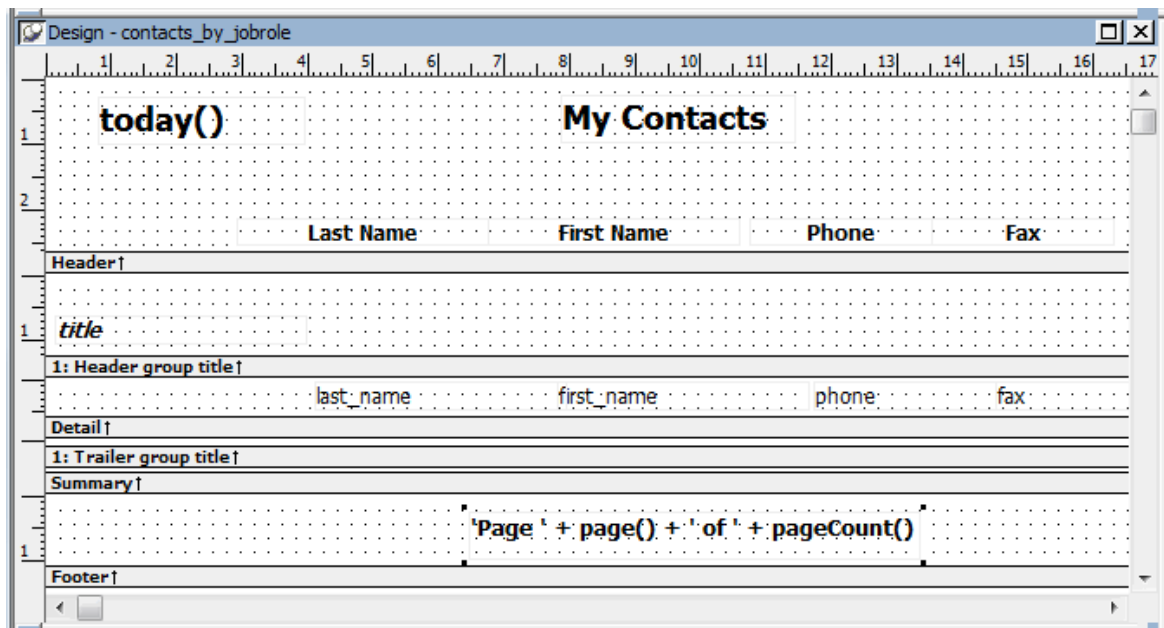 Design - contacts_by_jobrole
1 2 3 4 5 6 7 8 9 10 11 12 13 14 15 16 17
today() My Contacts
1
2
Last Name First Name Phone Fax
Header↑
1 title
1: Header group title↑
last_name first_name phone fax
Detail↑
1: Trailer group title↑
Summary↑
'Page ' + page() + ' of ' + pageCount()
1
Footer↑